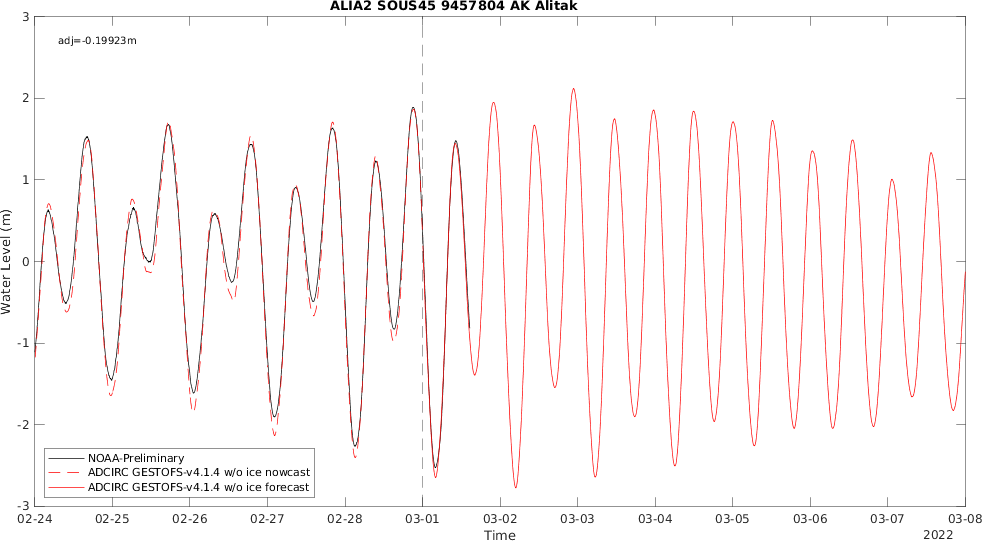 ALIA2 SOUS45 9457804 AK Alitak
adj=-0.19923m
3
2
1
0
-1
-2
-3
Water Level (m)
NOAA-Preliminary
ADCIRC GESTOFS-v4.1.4 w/o ice nowcast
ADCIRC GESTOFS-v4.1.4 w/o ice forecast
02-24 02-25 02-26 02-27 02-28 03-01 03-02 03-03 03-04 03-05 03-06 03-07 03-08
Time
2022